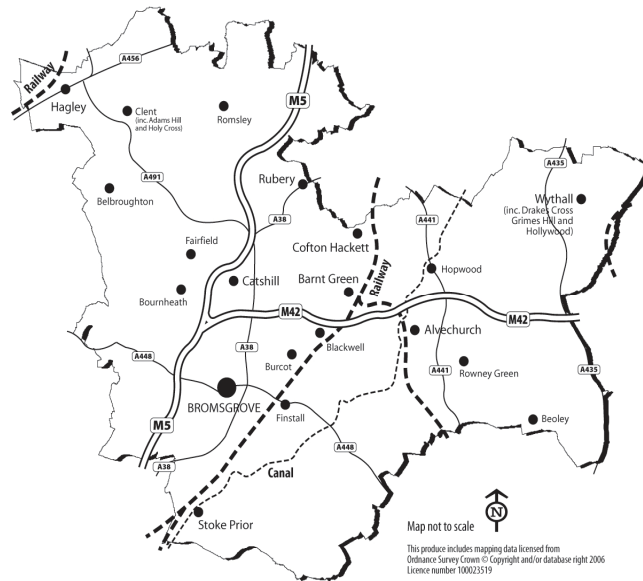 A456
Railway
M5
Hagley
Clent
(inc. Adams Hill
and Holy Cross)
Romsley
A435
A491
Rubery
Belbroughton
A38
A441
Wythall
(inc. Drakes Cross
Grimes Hill and
Hollywood)
Cofton Hackett
Fairfield
Railway
Hopwood
Catshill
Barnt Green
Bournheath
M42
M42
Alvechurch
Blackwell
A38
A448
Burcot
Rowney Green
A441
A435
BROMSGROVE
Finstall
Beoley
M5
A448
A38
Canal
Stoke Prior
N
Map not to scale
This produce includes mapping data licensed from
Ordnance Survey Crown © Copyright and/or database right 2006
Licence number 100023519